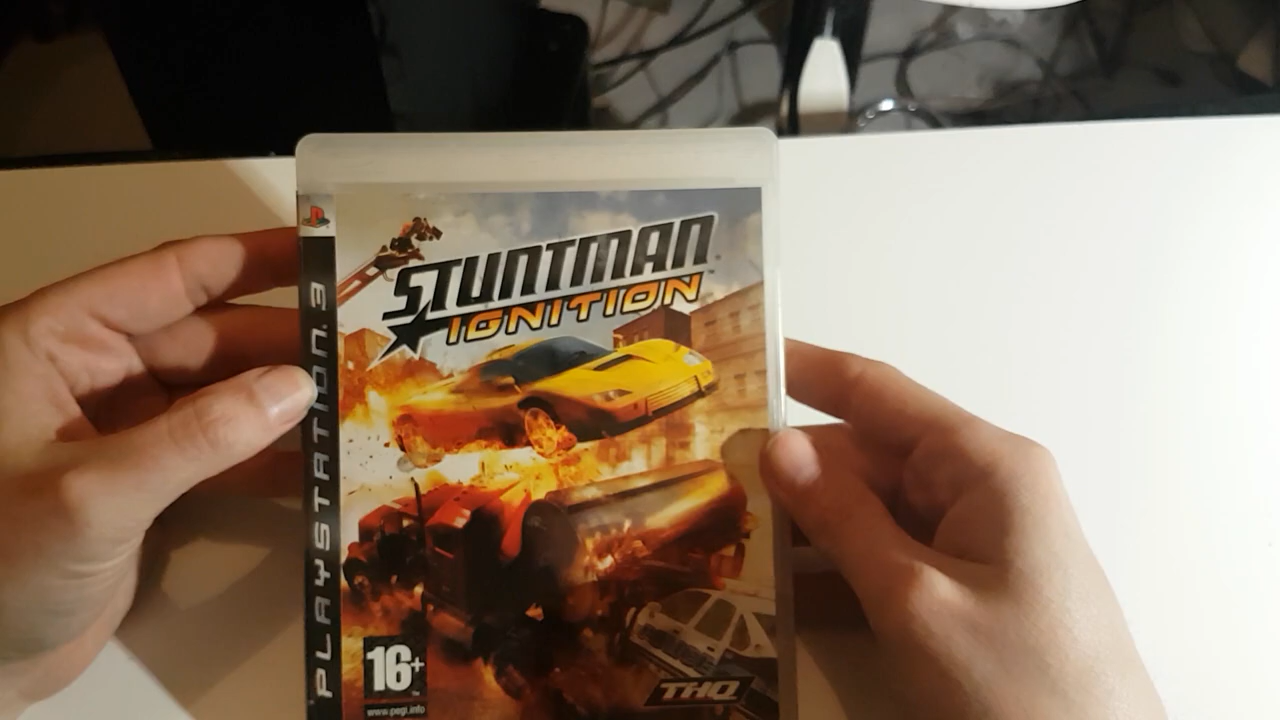 PLAYSTATION 3
STUNTMAN
IGNITION
16+
www.pegi.info
THQ